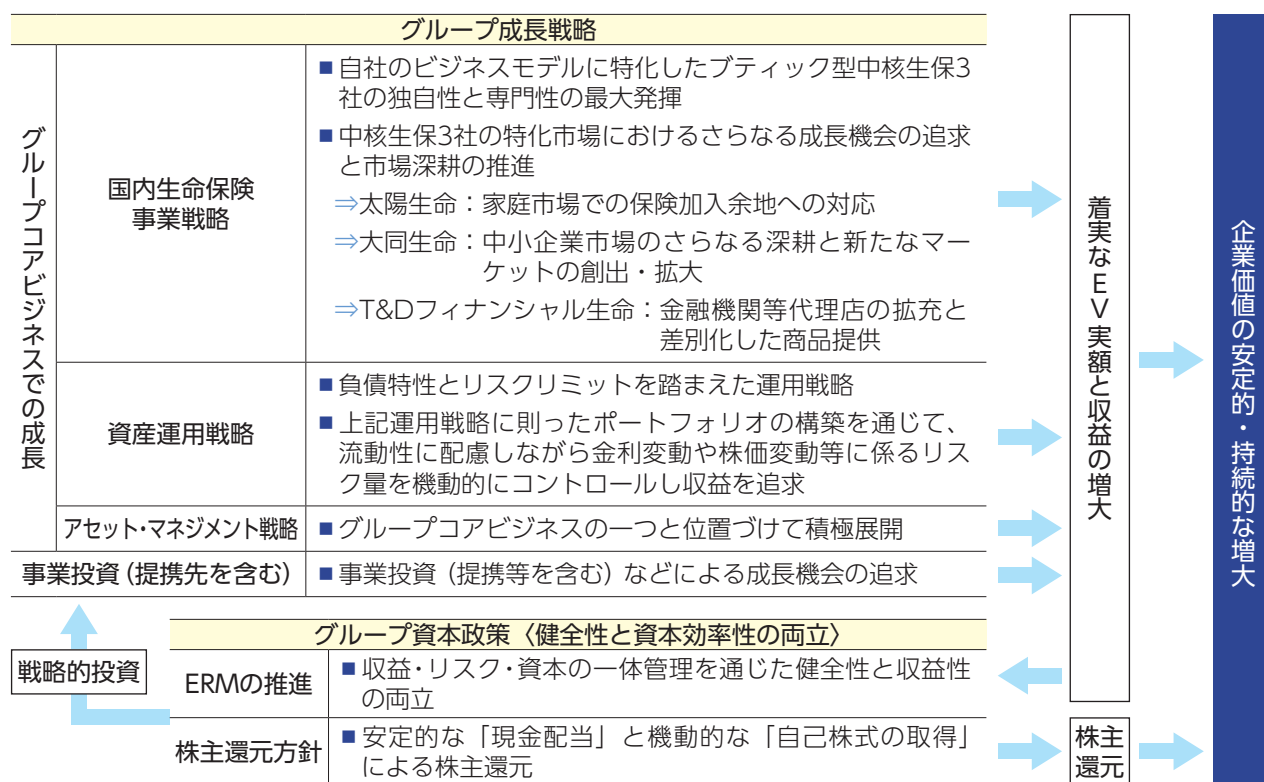 グループ成長戦略
グループコアビジネスでの成長
国内生命保険
事業戦略
■自社のビジネスモデルに特化したブティック型中核生保3
社の独自性と専門性の最大発揮
■中核生保3社の特化市場におけるさらなる成長機会の追求
と市場深耕の推進
⇒太陽生命：家庭市場での保険加入余地への対応
⇒大同生命：中小企業市場のさらなる深耕と新たなマー
ケットの創出・拡大
⇒T&Dフィナンシャル生命：金融機関等代理店の拡充と
差別化した商品提供
資産運用戦略
■負債特性とリスクリミットを踏まえた運用戦略
■上記運用戦略に則ったポートフォリオの構築を通じて、
流動性に配慮しながら金利変動や株価変動等に係るリス
ク量を機動的にコントロールし収益を追求
アセット・マネジメント戦略
■グループコアビジネスの一つと位置づけて積極展開
事業投資（提携先を含む）
■事業投資（提携等を含む）などによる成長機会の追求
着実なEV実額と収益の増大
企業価値の安定的・持続的な増大
戦略的投資
グループ資本政策〈健全性と資本効率性の両立〉
ERMの推進
■収益・リスク・資本の一体管理を通じた健全性と収益性
の両立
株主還元方針
■安定的な「現金配当」と機動的な「自己株式の取得」
による株主還元
株主
還元